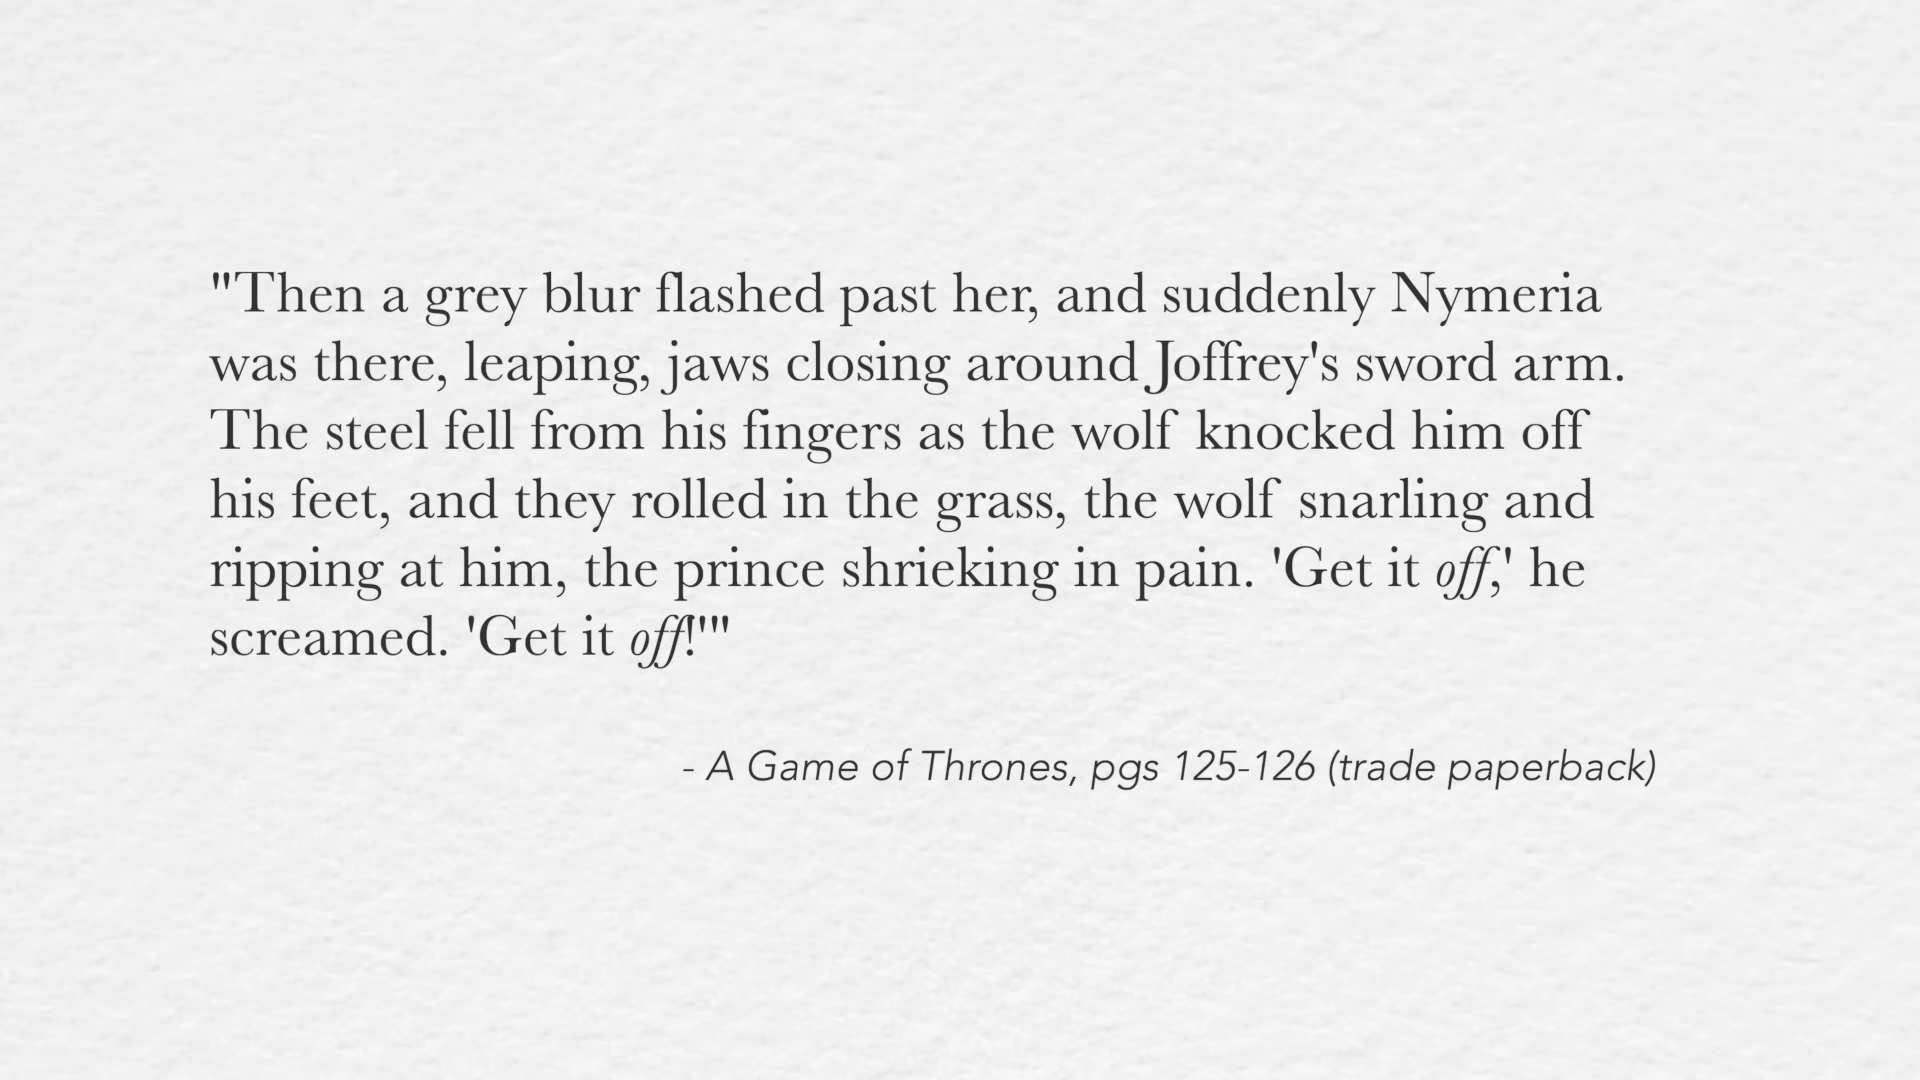 "Then a grey blur flashed past her, and suddenly Nymeria
was there, leaping, jaws closing around Joffrey's sword arm.
The steel fell from his fingers as the wolf knocked him off
his feet, and they rolled in the grass, the wolf snarling and
ripping at him, the prince shrieking in pain. 'Get it off,' he
screamed. 'Get it off!'"
- A Game of Thrones, pgs 125-126 (trade paperback)